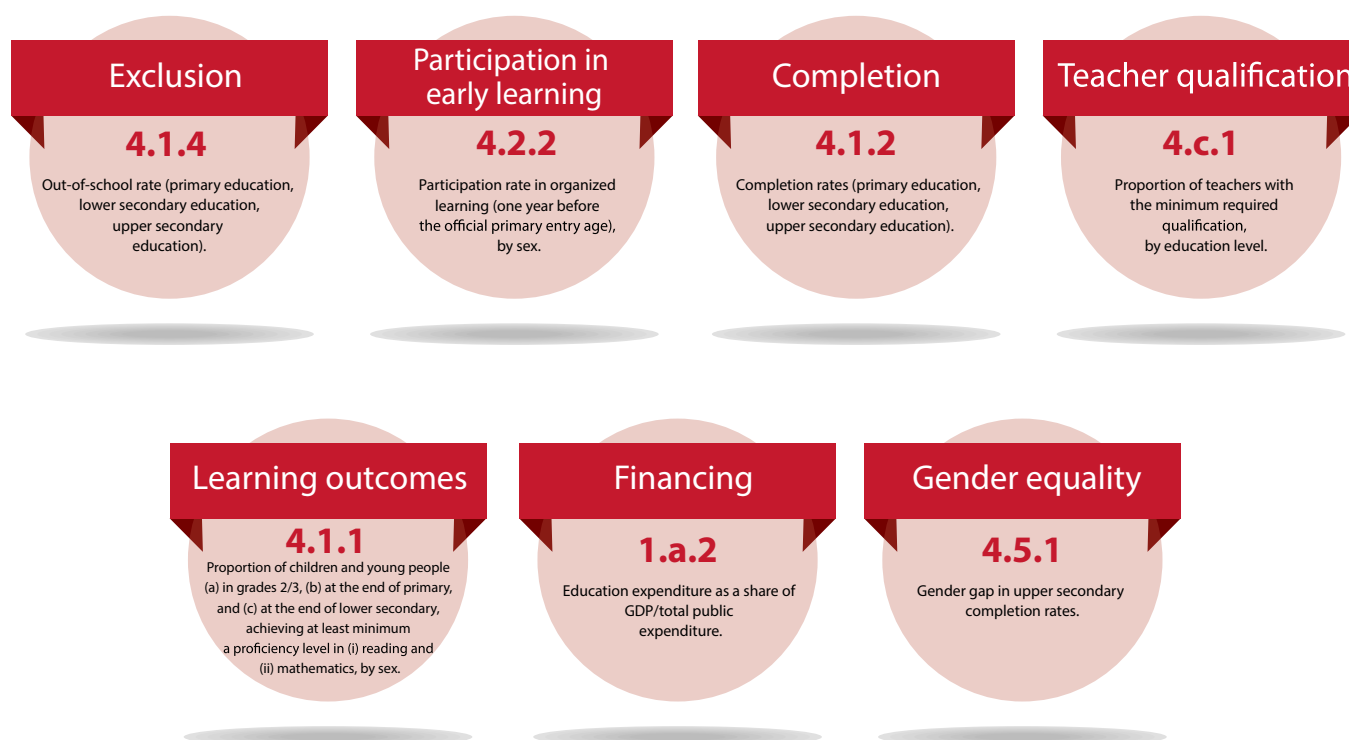 Exclusion
4.1.4
Out-of-school rate (primary education,
lower secondary education,
upper secondary
education).
Participation in
early learning
4.2.2
Participation rate in organized
learning (one year before
the official primary entry age),
by sex.
Completion
4.1.2
Completion rates (primary education,
lower secondary education,
upper secondary education).
Teacher qualification
4.c.1
Proportion of teachers with
the minimum required
qualification,
by education level.
Learning outcomes
4.1.1
Proportion of children and young people
(a) in grades 2/3, (b) at the end of primary,
and (c) at the end of lower secondary,
achieving at least minimum
a proficiency level in (i) reading and
(ii) mathematics, by sex.
Financing
1.a.2
Education expenditure as a share of
GDP/total public
expenditure.
Gender equality
4.5.1
Gender gap in upper secondary
completion rates.